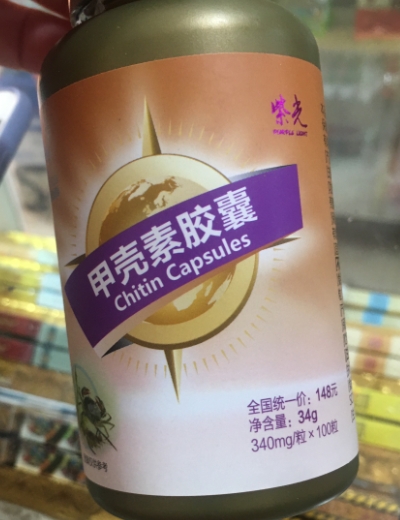 紫光
PURPLE LIGHT
甲壳素胶囊
Chitin Capsules
全国统一价：148元
净含量：34g
340mg/粒×100粒